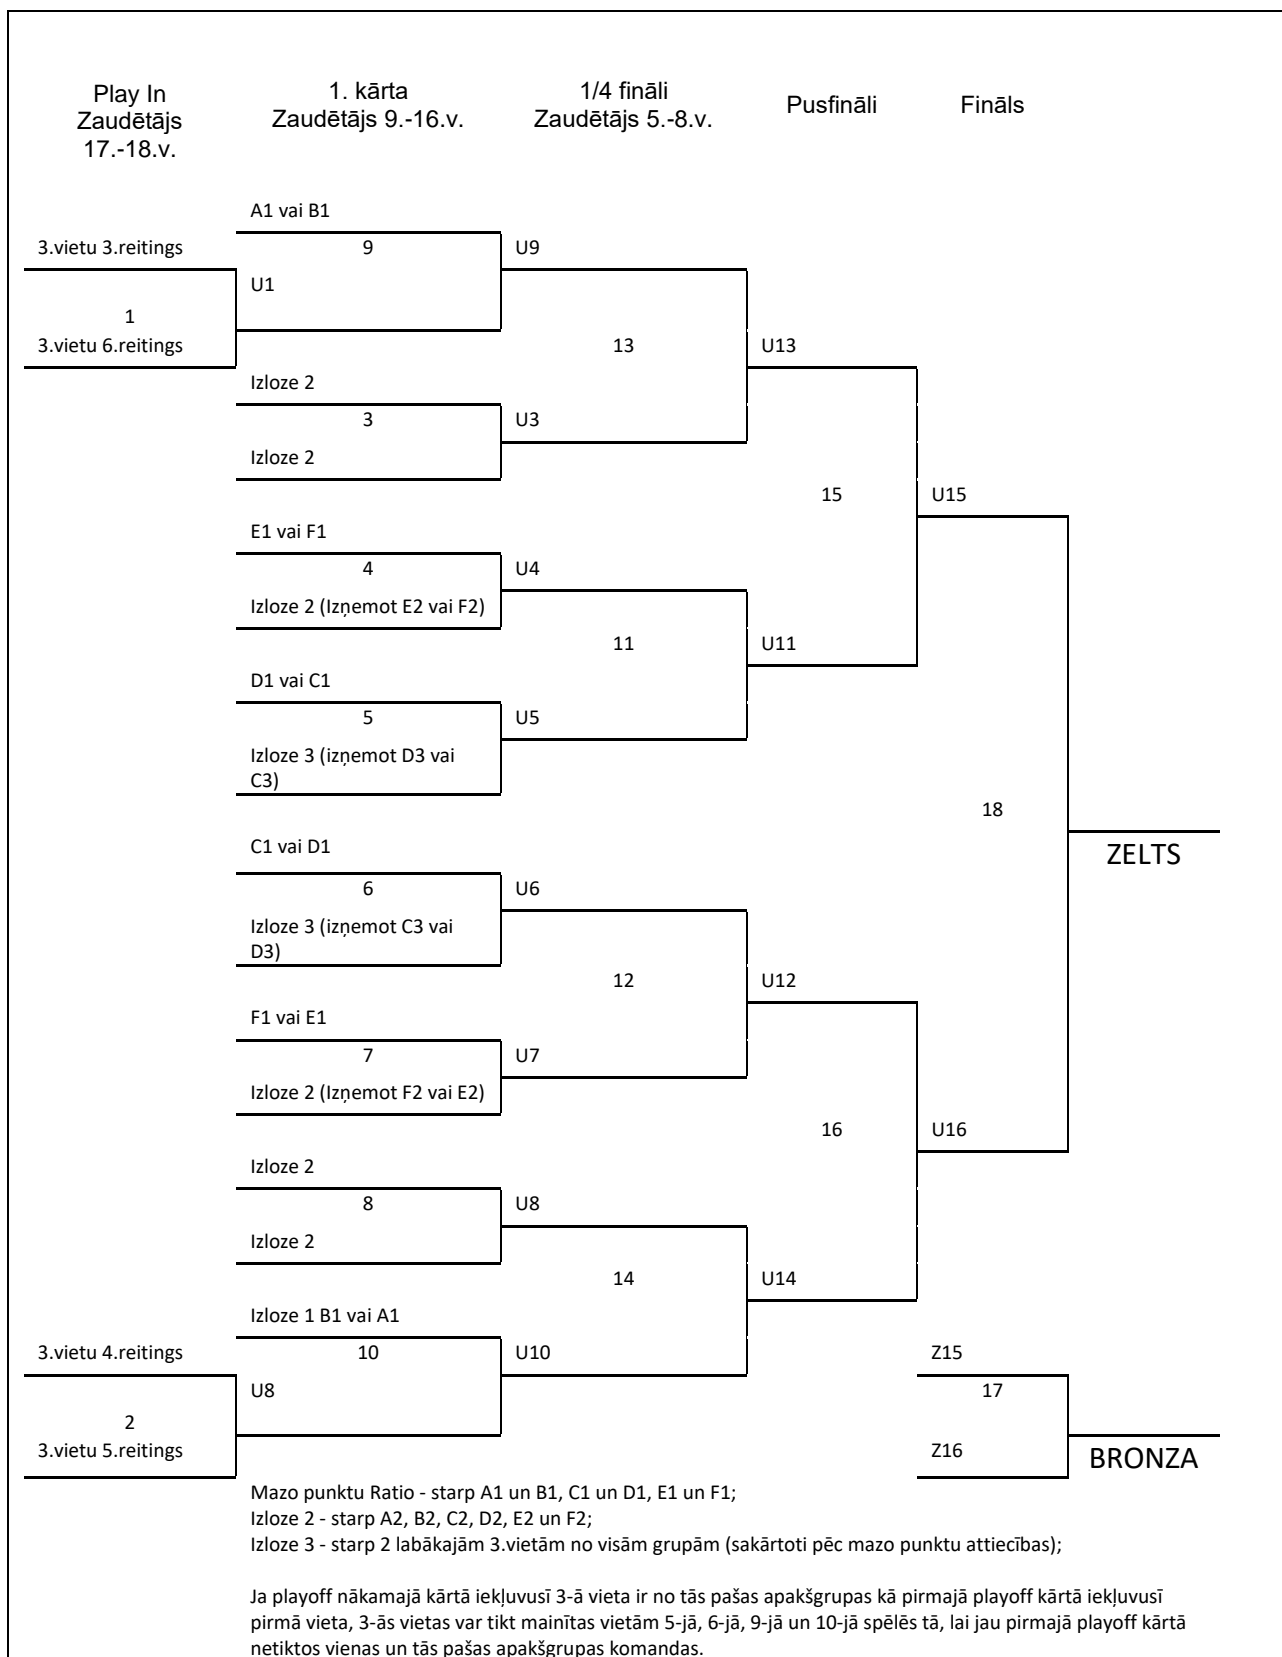 Play In
Zaudētājs
17.-18.v.
1. kārta
Zaudētājs 9.-16.v.
1/4 fināli
Zaudētājs 5.-8.v.
Pusfināli
Fināls
A1 vai B1
3.vietu 3.reitings
9
U9
U1
1
3.vietu 6.reitings
13
U13
Izloze 2
3
U3
Izloze 2
15
U15
E1 vai F1
4
U4
Izloze 2 (Izņemot E2 vai F2)
11
U11
D1 vai C1
5
U5
Izloze 3 (izņemot D3 vai
C3)
18
C1 vai D1
ZELTS
6
U6
Izloze 3 (izņemot C3 vai
D3)
12
U12
F1 vai E1
7
U7
Izloze 2 (Izņemot F2 vai E2)
16
U16
Izloze 2
8
U8
Izloze 2
14
U14
Izloze 1 B1 vai A1
3.vietu 4.reitings
10
U10
Z15
U8
17
2
3.vietu 5.reitings
Z16
BRONZA
Mazo punktu Ratio - starp A1 un B1, C1 un D1, E1 un F1;
Izloze 2 - starp A2, B2, C2, D2, E2 un F2;
Izloze 3 - starp 2 labākajām 3.vietām no visām grupām (sakārtoti pēc mazo punktu attiecības);
Ja playoff nākamajā kārtā iekļuvusī 3-ā vieta ir no tās pašas apakšgrupas kā pirmajā playoff kārtā iekļuvusī
pirmā vieta, 3-ās vietas var tikt mainītas vietām 5-jā, 6-jā, 9-jā un 10-jā spēlēs tā, lai jau pirmajā playoff kārtā
netiktos vienas un tās pašas apakšgrupas komandas.